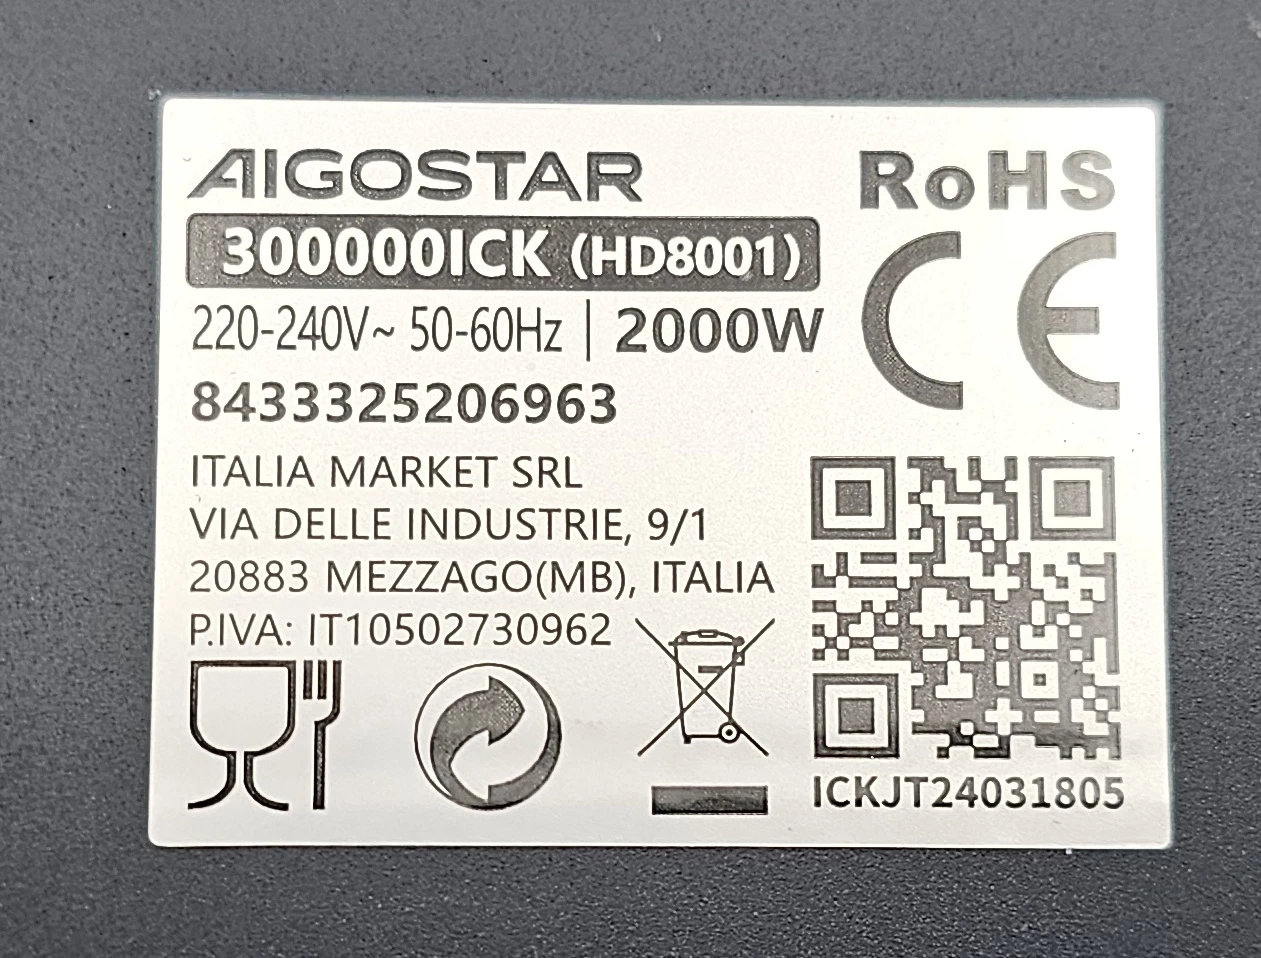 AIGOSTAR
300000ICK (HD8001)
220-240V~ 50-60Hz | 2000W
8433325206963
ITALIA MARKET SRL
VIA DELLE INDUSTRIE, 9/1
20883 MEZZAGO(MB), ITALIA
P.IVA: IT10502730962
RoHS
CE
ICKJT24031805